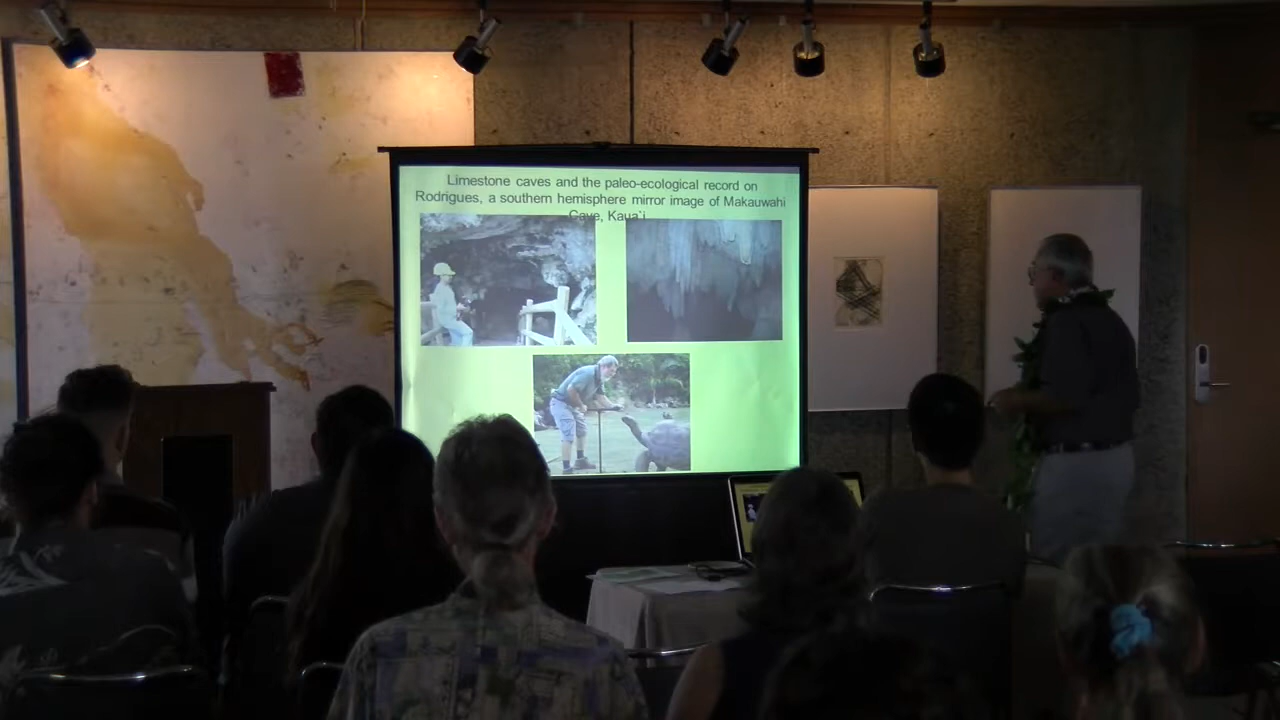 Limestone caves and the paleo-ecological record on
Rodrigues, a southern hemisphere mirror image of Makauwahi
Cave, Kaua`i